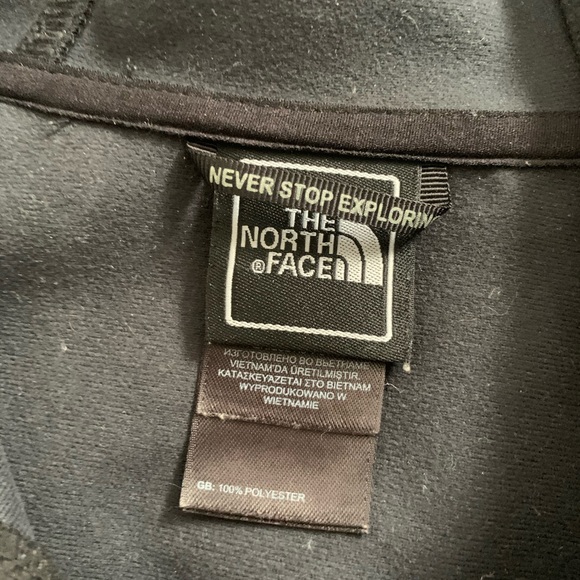 NEVER STOP EXPLORIN
THE
NORTH
®FACE
ИЗГОТОВЛЕНО ВО ВЬЕТНАМЕ
VIETNAM'DA ÜRETILMIŞTIR.
ΚΑΤΑΣΚΕΥΑΖΕΤΑΙ ΣΤΟ ΒΙΕΤΝΑΜ
WYPRODUKOWANO W
WIETNAMIE
GB: 100% POLYESTER